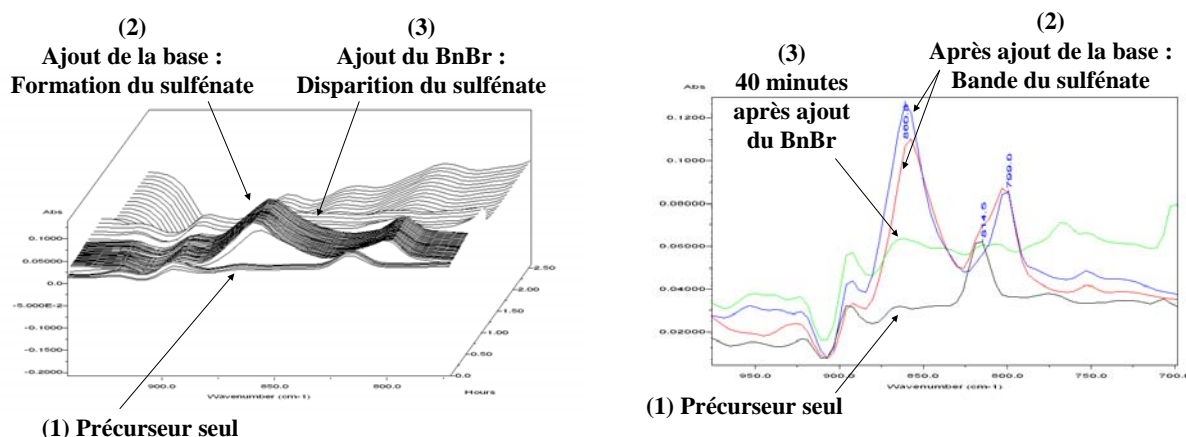 (2)
Ajout de la base :
Formation du sulfénate
(3)
Ajout du BnBr :
Disparition du sulfénate
Abs
0.1000
0.05000
0.0
-5.000E-2
-0.1000
-0.1500
-0.2000
900.0
850.0
800.0
Wavenumber (cm-1)
0.0
0.50
1.00
1.50
2.00
2.50
Hours
(1) Précurseur seul
(2)
Après ajout de la base :
Bande du sulfénate
(3)
40 minutes
après ajout
du BnBr
Abs
0.1200
0.1000
0.08000
0.06000
0.04000
0.02000
814.5
799.0
950.0
900.0
850.0
800.0
750.0
700.0
Wavenumber (cm-1)
(1) Précurseur seul